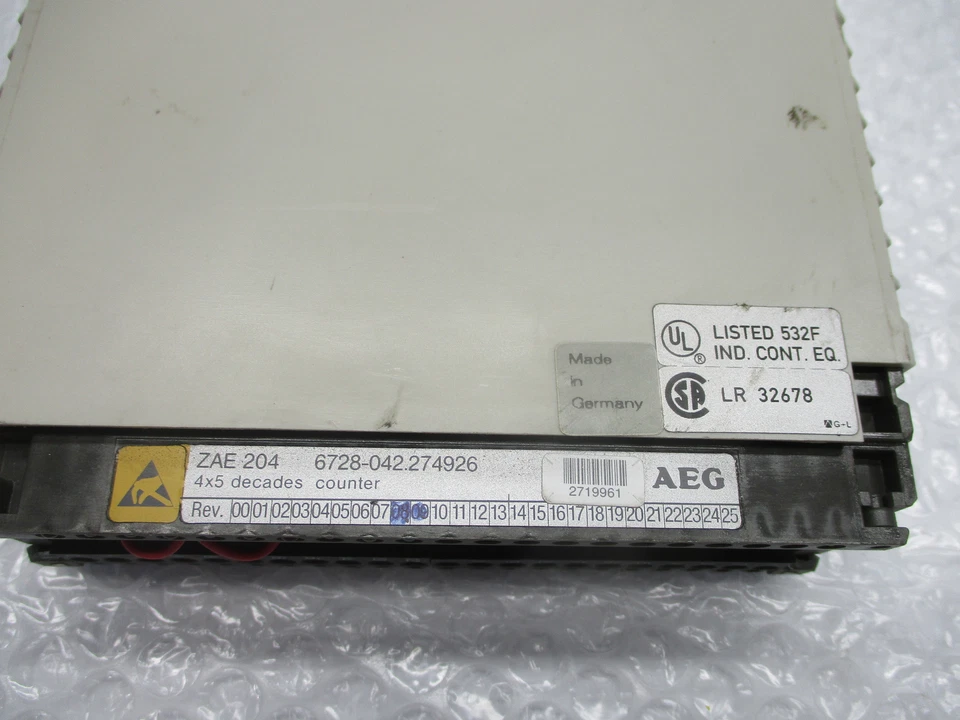 UL ®
LISTED 532F
IND. CONT. EQ.
Made
in
Germany
SA LR 32678
G-L
ZAE 204 6728-042.274926
4x5 decades counter
2719961
AEG
Rev. 00 01 02 03 04 05 06 07 08 09 10 11 12 13 14 15 16 17 18 19 20 21 22 23 24 25